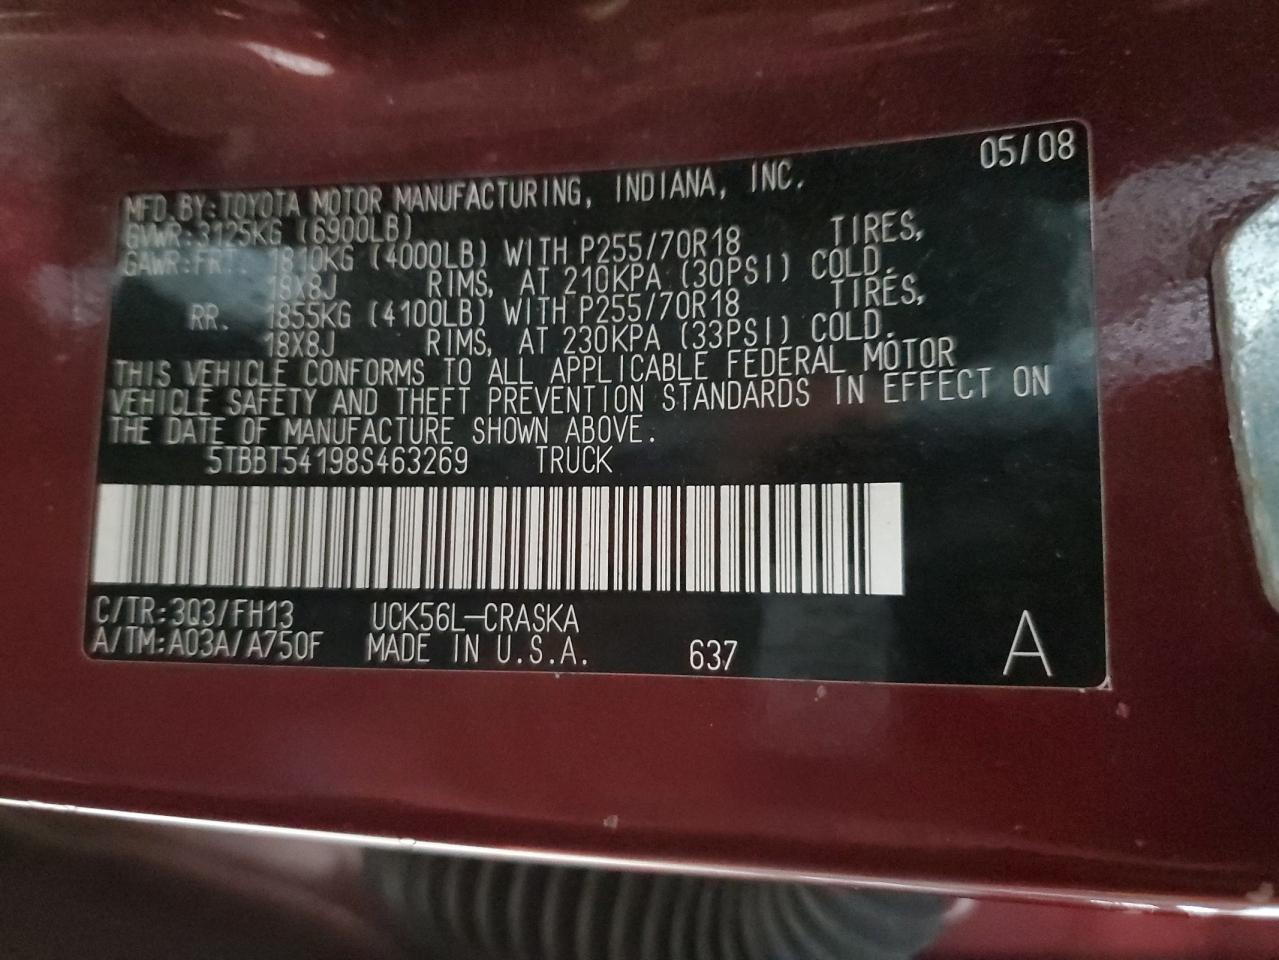 05/08
MFD.BY:TOYOTA MOTOR MANUFACTURING, INDIANA, INC.
GVWR:3125KG (6900LB)
GAWR:FRT. 1810KG (4000LB) WITH P255/70R18 TIRES,
18X8J RIMS, AT 210KPA (30PSI) COLD.
RR. 1855KG (4100LB) WITH P255/70R18 TIRES,
18X8J RIMS, AT 230KPA (33PSI) COLD.
THIS VEHICLE CONFORMS TO ALL APPLICABLE FEDERAL MOTOR
VEHICLE SAFETY AND THEFT PREVENTION STANDARDS IN EFFECT ON
THE DATE OF MANUFACTURE SHOWN ABOVE.
5TBBT54198S463269 TRUCK
C/TR:3Q3/FH13 UCK56L-CRASKA
A/TM:A03A/A750F MADE IN U.S.A. 637 A